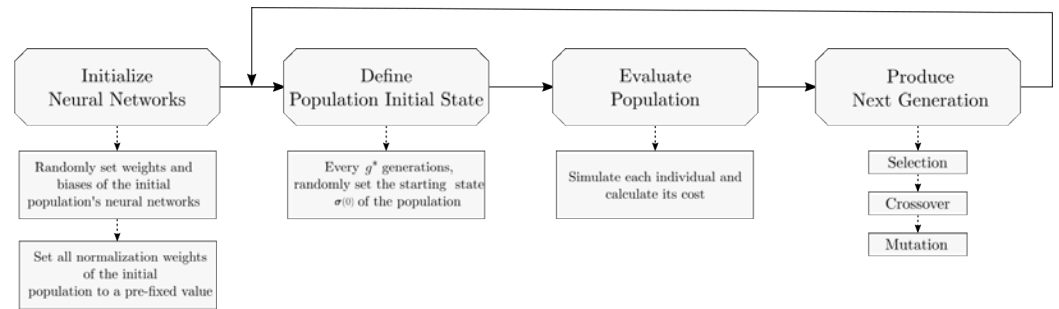 Initialize
Neural Networks
Define
Population Initial State
Evaluate
Population
Produce
Next Generation
Randomly set weights and
biases of the initial
population's neural networks
Set all normalization weights
of the initial
population to a pre-fixed value
Every g* generations,
randomly set the starting state
σ(0) of the population
Simulate each individual and
calculate its cost
Selection
Crossover
Mutation